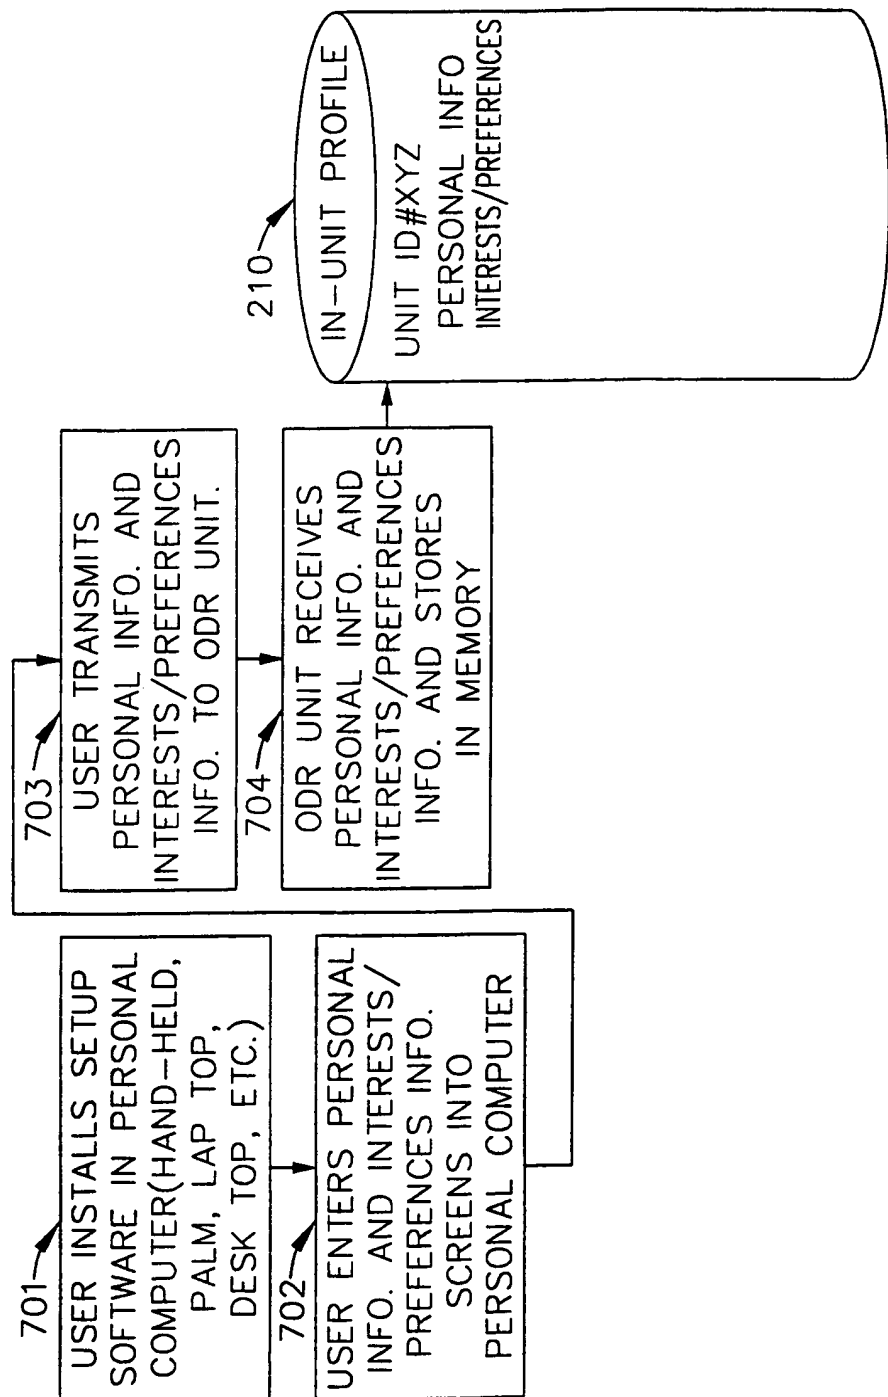 701
USER INSTALLS SETUP
SOFTWARE IN PERSONAL
COMPUTER(HAND-HELD,
PALM, LAP TOP,
DESK TOP, ETC.)
702
USER ENTERS PERSONAL
INFO. AND INTERESTS/
PREFERENCES INFO.
SCREENS INTO
PERSONAL COMPUTER
703
USER TRANSMITS
PERSONAL INFO. AND
INTERESTS/PREFERENCES
INFO. TO ODR UNIT.
704
ODR UNIT RECEIVES
PERSONAL INFO. AND
INTERESTS/PREFERENCES
INFO. AND STORES
IN MEMORY
210
IN-UNIT PROFILE
UNIT ID#XYZ
PERSONAL INFO
INTERESTS/PREFERENCES